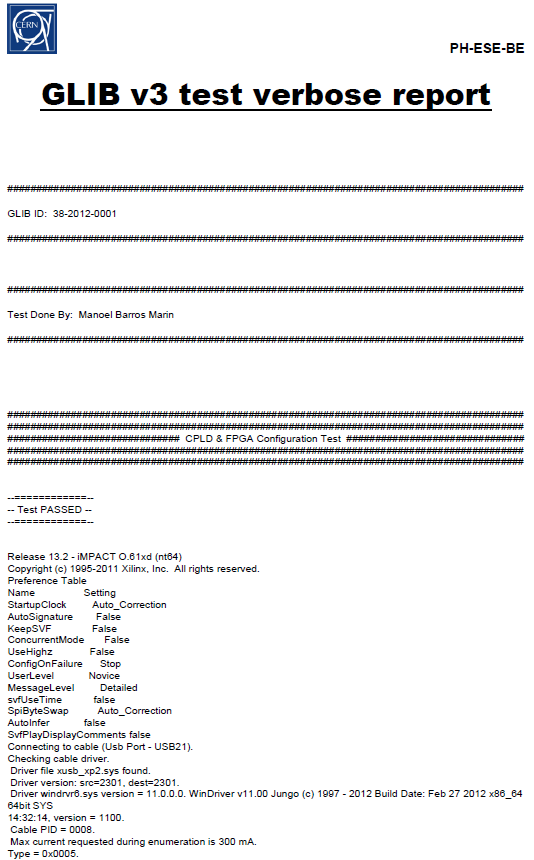 CERN
PH-ESE-BE
GLIB v3 test verbose report
##########################################################################################
GLIB ID:  38-2012-0001
##########################################################################################
##########################################################################################
Test Done By:  Manoel Barros Marin
##########################################################################################
##########################################################################################
##########################################################################################
##############################  CPLD & FPGA Configuration Test  ###############################
##########################################################################################
##########################################################################################
--============--
-- Test PASSED --
--============--
Release 13.2 - iMPACT O.61xd (nt64)
Copyright (c) 1995-2011 Xilinx, Inc.  All rights reserved.
Preference Table
Name Setting
StartupClock Auto_Correction
AutoSignature False
KeepSVF False
ConcurrentMode False
UseHighz False
ConfigOnFailure Stop
UserLevel Novice
MessageLevel Detailed
svfUseTime false
SpiByteSwap Auto_Correction
AutoInfer false
SvfPlayDisplayComments false
Connecting to cable (Usb Port - USB21).
Checking cable driver.
Driver file xusb_xp2.sys found.
Driver version: src=2301, dest=2301.
Driver windrvr6.sys version = 11.0.0.0. WinDriver v11.00 Jungo (c) 1997 - 2012 Build Date: Feb 27 2012 x86_64
64bit SYS
14:32:14, version = 1100.
Cable PID = 0008.
Max current requested during enumeration is 300 mA.
Type = 0x0005.